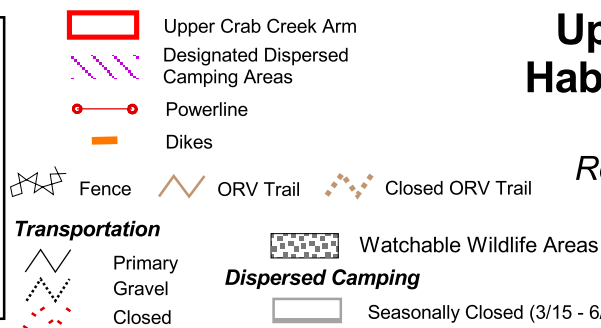 Upper Crab Creek Arm
Designated Dispersed
Camping Areas
Powerline
Dikes
Fence ORV Trail Closed ORV Trail
Transportation
Primary
Gravel
Closed
Watchable Wildlife Areas
Dispersed Camping
Seasonally Closed (3/15 - 6/
Up
Hab
R